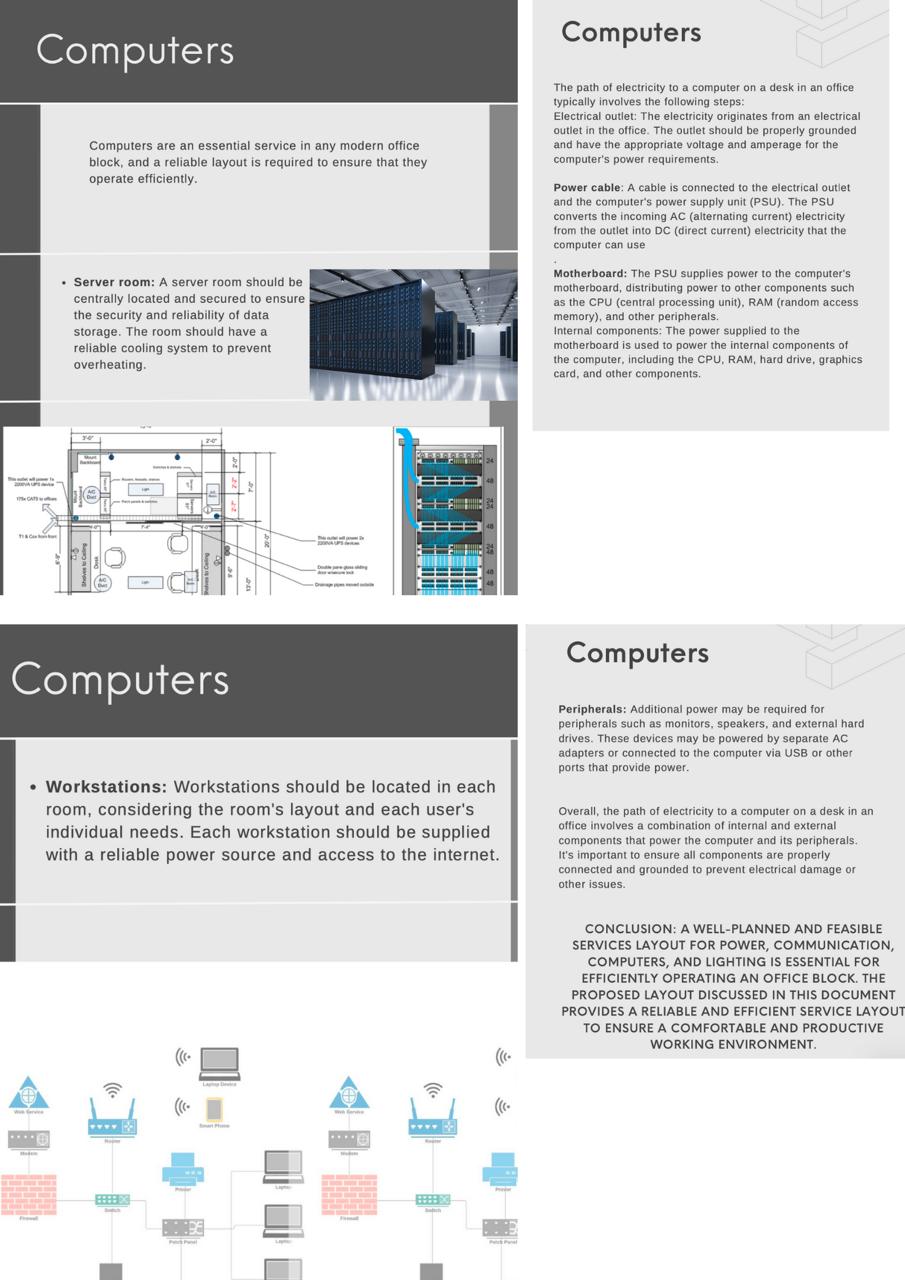 Computers
Computers are an essential service in any modern office
block, and a reliable layout is required to ensure that they
operate efficiently.
• Server room: A server room should be
centrally located and secured to ensure
the security and reliability of data
storage. The room should have a
reliable cooling system to prevent
overheating.
3'-0"
2'-0"
Mount
Backboard
Switches & shelves
Routers, firewalls, shelves
This outlet will power 1x
2200VA UPS device
Mount
Backboard
A/C
Duct
Light
2'-0"
2'-2"
7'-0"
2'-7"
175x CAT5 to offices
Patch panels & switches
T1 & Cox from front
4'-0"
7'-4"
4'-0"
This outlet will power 2x
2200VA UPS devices
20'-0"
Shelves to Ceiling
Desk
Shelves to Ceiling
Double pane glass sliding
door w/secure lock
A/C
Duct
Light
13'-0"
Drainage pipes moved outside
24
48
24
48
24
48
48
48
Computers
The path of electricity to a computer on a desk in an office
typically involves the following steps:
Electrical outlet: The electricity originates from an electrical
outlet in the office. The outlet should be properly grounded
and have the appropriate voltage and amperage for the
computer's power requirements.
Power cable: A cable is connected to the electrical outlet
and the computer's power supply unit (PSU). The PSU
converts the incoming AC (alternating current) electricity
from the outlet into DC (direct current) electricity that the
computer can use
.
Motherboard: The PSU supplies power to the computer's
motherboard, distributing power to other components such
as the CPU (central processing unit), RAM (random access
memory), and other peripherals.
Internal components: The power supplied to the
motherboard is used to power the internal components of
the computer, including the CPU, RAM, hard drive, graphics
card, and other components.
Computers
• Workstations: Workstations should be located in each
room, considering the room's layout and each user's
individual needs. Each workstation should be supplied
with a reliable power source and access to the internet.
Laptop Device
Web Service
Smart Phone
Router
Modem
Printer
Laptop
Firewall
Switch
Patch Panel
Laptop
Web Service
Router
Modem
Printer
Firewall
Switch
Patch P
Computers
Peripherals: Additional power may be required for
peripherals such as monitors, speakers, and external hard
drives. These devices may be powered by separate AC
adapters or connected to the computer via USB or other
ports that provide power.
Overall, the path of electricity to a computer on a desk in an
office involves a combination of internal and external
components that power the computer and its peripherals.
It's important to ensure all components are properly
connected and grounded to prevent electrical damage or
other issues.
CONCLUSION: A WELL-PLANNED AND FEASIBLE
SERVICES LAYOUT FOR POWER, COMMUNICATION,
COMPUTERS, AND LIGHTING IS ESSENTIAL FOR
EFFICIENTLY OPERATING AN OFFICE BLOCK. THE
PROPOSED LAYOUT DISCUSSED IN THIS DOCUMENT
PROVIDES A RELIABLE AND EFFICIENT SERVICE LAYOUT
TO ENSURE A COMFORTABLE AND PRODUCTIVE
WORKING ENVIRONMENT.